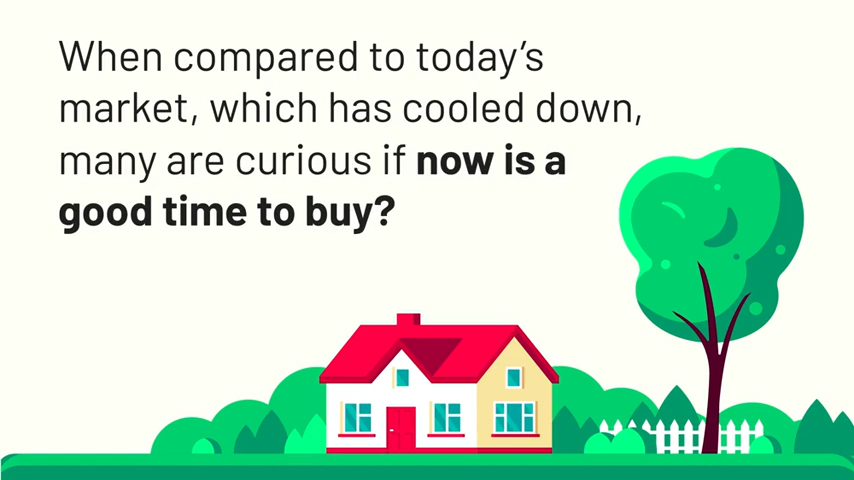 When compared to today’s
market, which has cooled down,
many are curious if now is a
good time to buy?